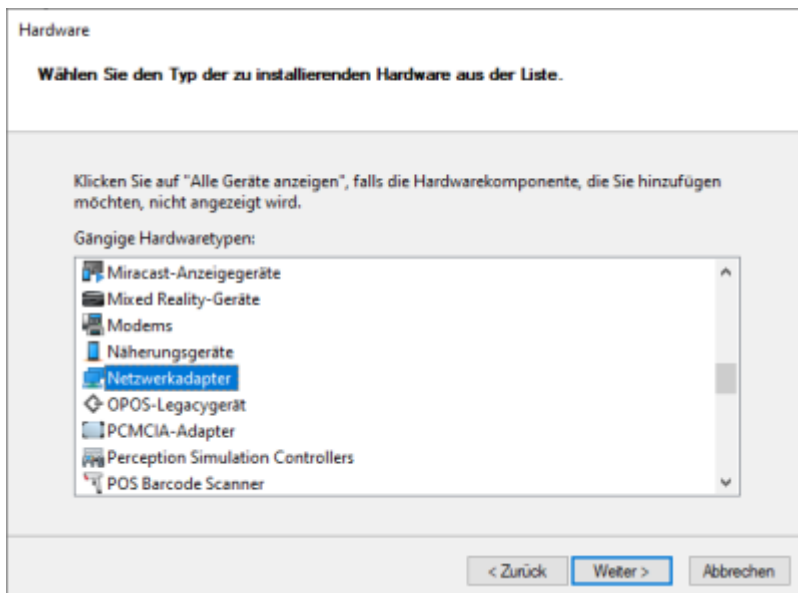 Hardware
Wählen Sie den Typ der zu installierenden Hardware aus der Liste.
Klicken Sie auf "Alle Geräte anzeigen", falls die Hardwarekomponente, die Sie hinzufügen
möchten, nicht angezeigt wird.
Gängige Hardwaretypen:
Miracast-Anzeigegeräte
Mixed Reality-Geräte
Modems
Näherungsgeräte
Netzwerkadapter
OPOS-Legacygerät
PCMCIA-Adapter
Perception Simulation Controllers
POS Barcode Scanner
< Zurück Weiter > Abbrechen